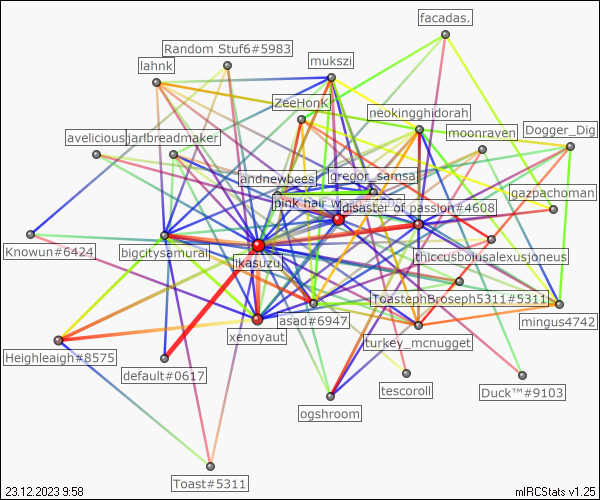 facadas.
Random Stuf6#5983
mukszi
lahnk
ZeeHonK
neokingghidorah
moonraven
Dogger_Dig
avelicious
jarlbreadmaker
andnewbees
gregor_samsa
gazpachoman
pink hair w
disaster of passion#4608
Knowun#6424
bigcitysamurai
ikasuzu
thiccusboiusalexusjoneus
ToastephBroseph5311#5311
asad#6947
mingus4742
xenoyaut
turkey_mcnugget
Heighleaigh#8575
default#0617
tescoroll
Duck™#9103
ogshroom
Toast#5311
23.12.2023 9:58
mIRCStats v1.25